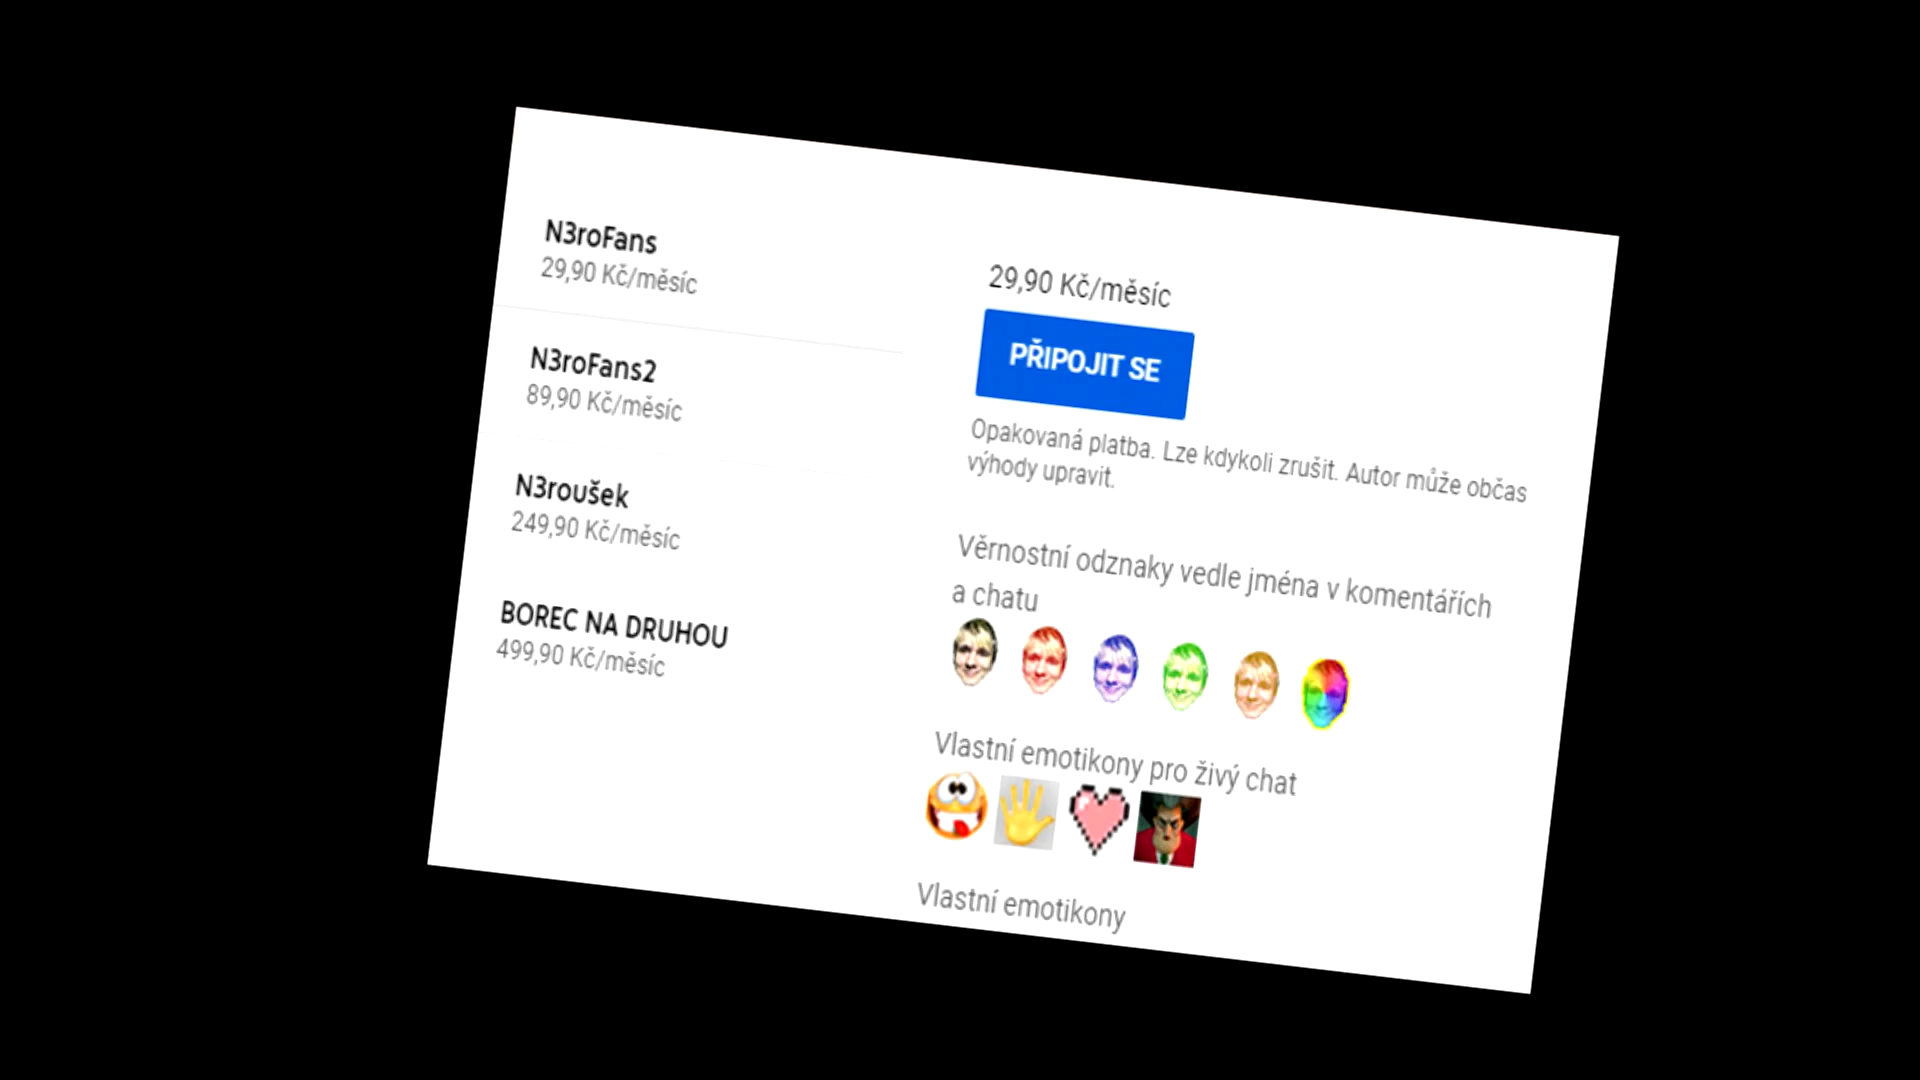 N3roFans
29,90 Kč/měsíc
N3roFans2
89,90 Kč/měsíc
N3roušek
249,90 Kč/měsíc
BOREC NA DRUHOU
499,90 Kč/měsíc
29,90 Kč/měsíc
PŘIPOJIT SE
Opakovaná platba. Lze kdykoli zrušit. Autor může občas
výhody upravit.
Věrnostní odznaky vedle jména v komentářích
a chatu
Vlastní emotikony pro živý chat
Vlastní emotikony